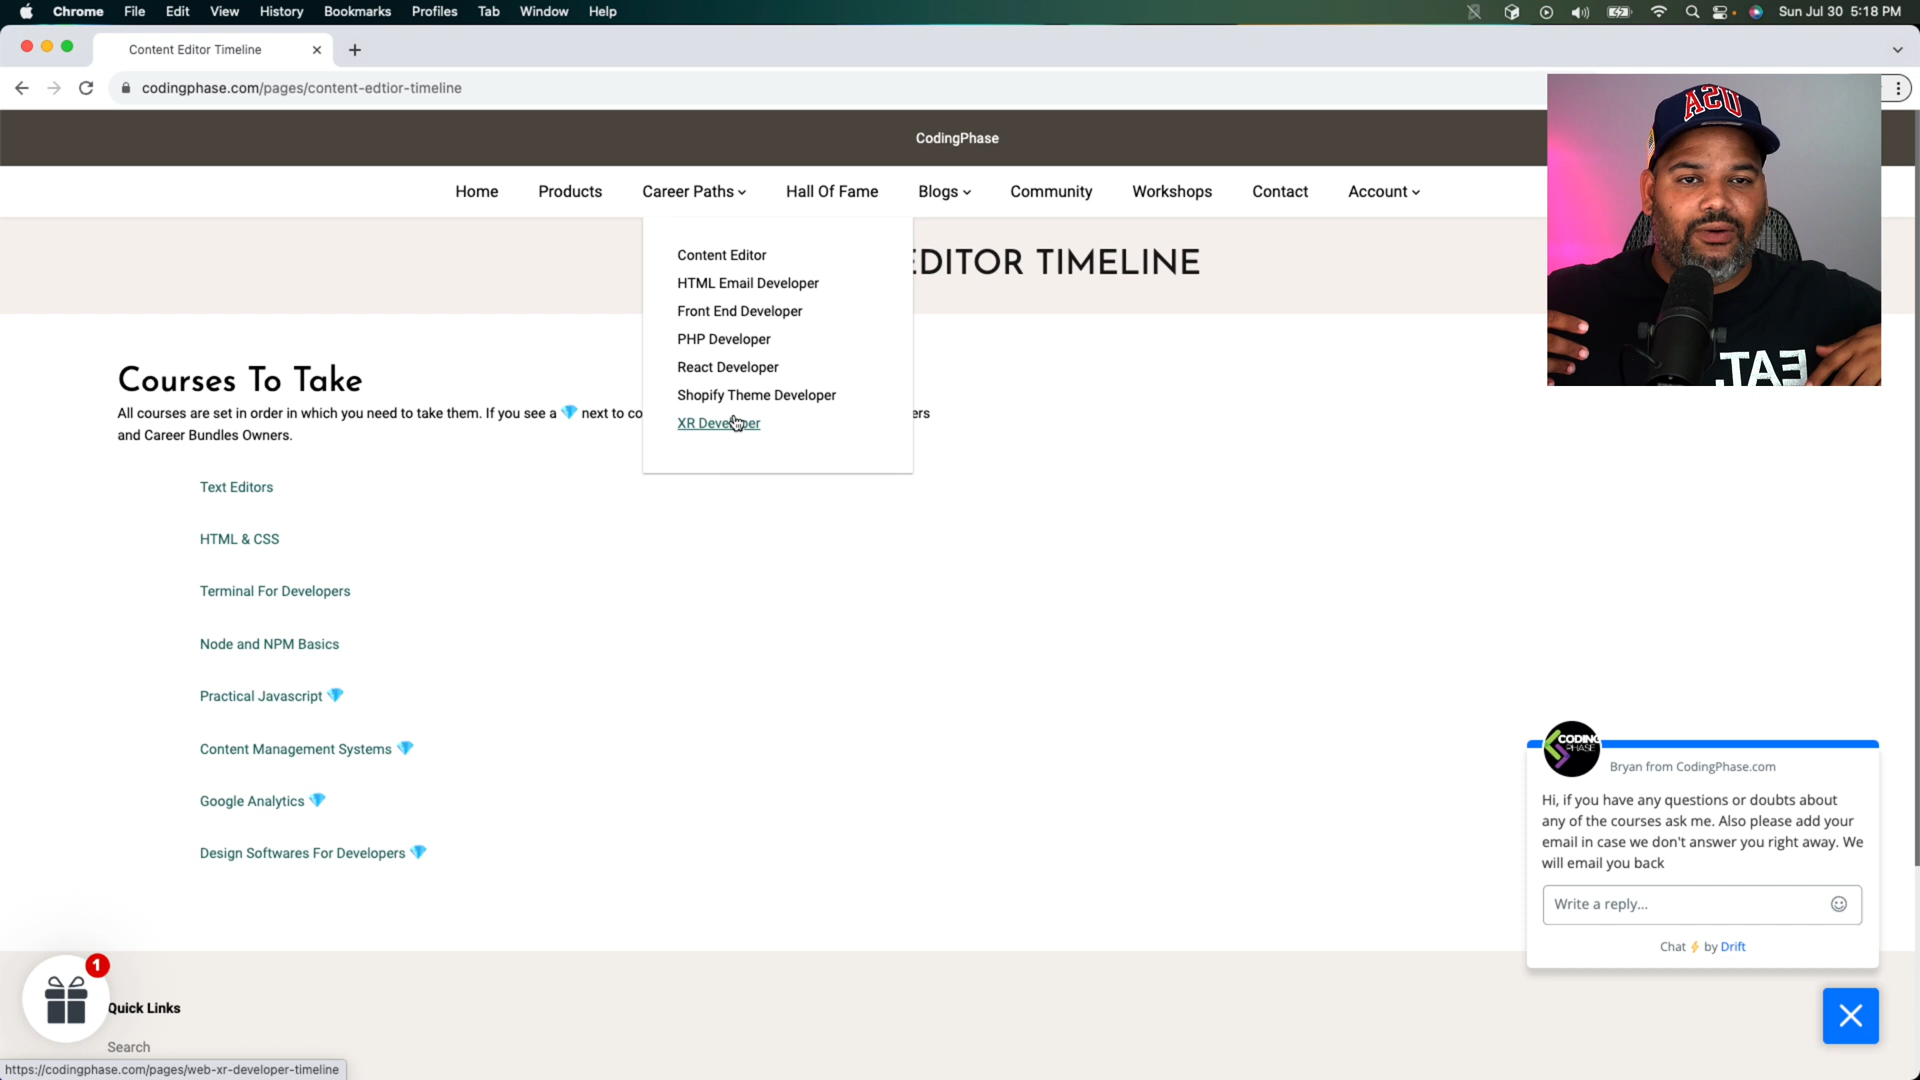 Chrome File Edit View History Bookmarks Profiles Tab Window Help
Sun Jul 30 5:18 PM
Content Editor Timeline
codingphase.com/pages/content-edtior-timeline
CodingPhase
Home Products Career Paths Hall Of Fame Blogs Community Workshops Contact Account
EDITOR TIMELINE
Content Editor
HTML Email Developer
Front End Developer
PHP Developer
React Developer
Shopify Theme Developer
XR Developer
USA
EAT
Courses To Take
All courses are set in order in which you need to take them. If you see a 💎 next to co ers
and Career Bundles Owners.
Text Editors
HTML & CSS
Terminal For Developers
Node and NPM Basics
Practical Javascript 💎
Content Management Systems 💎
Google Analytics 💎
Design Softwares For Developers 💎
CODING
PHASE
Bryan from CodingPhase.com
Hi, if you have any questions or doubts about
any of the courses ask me. Also please add your
email in case we don't answer you right away. We
will email you back
Write a reply...
Chat ⚡ by Drift
1
Quick Links
Search
https://codingphase.com/pages/web-xr-developer-timeline